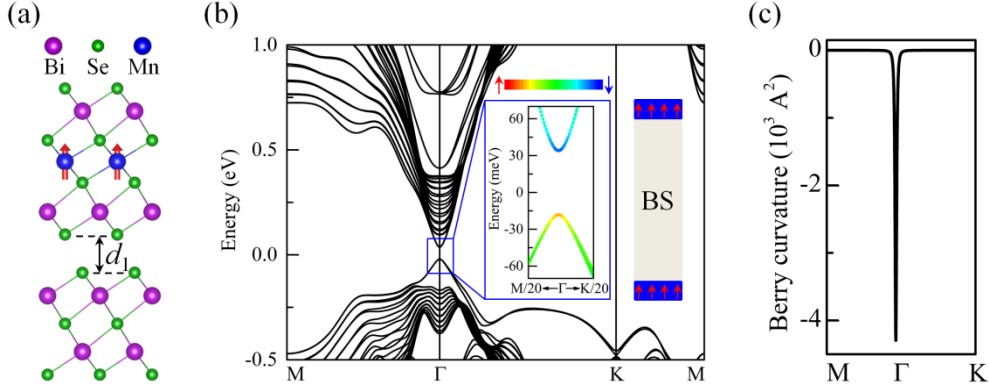 (a)
Bi Se Mn
d1
(b)
Energy (eV)
1.0
0.5
0.0
-0.5
M Γ K M
Energy (meV)
60
30
0
-30
-60
M/20 ←Γ→ K/20
BS
(c)
Berry curvature (10³ A²)
0
-2
-4
M Γ K